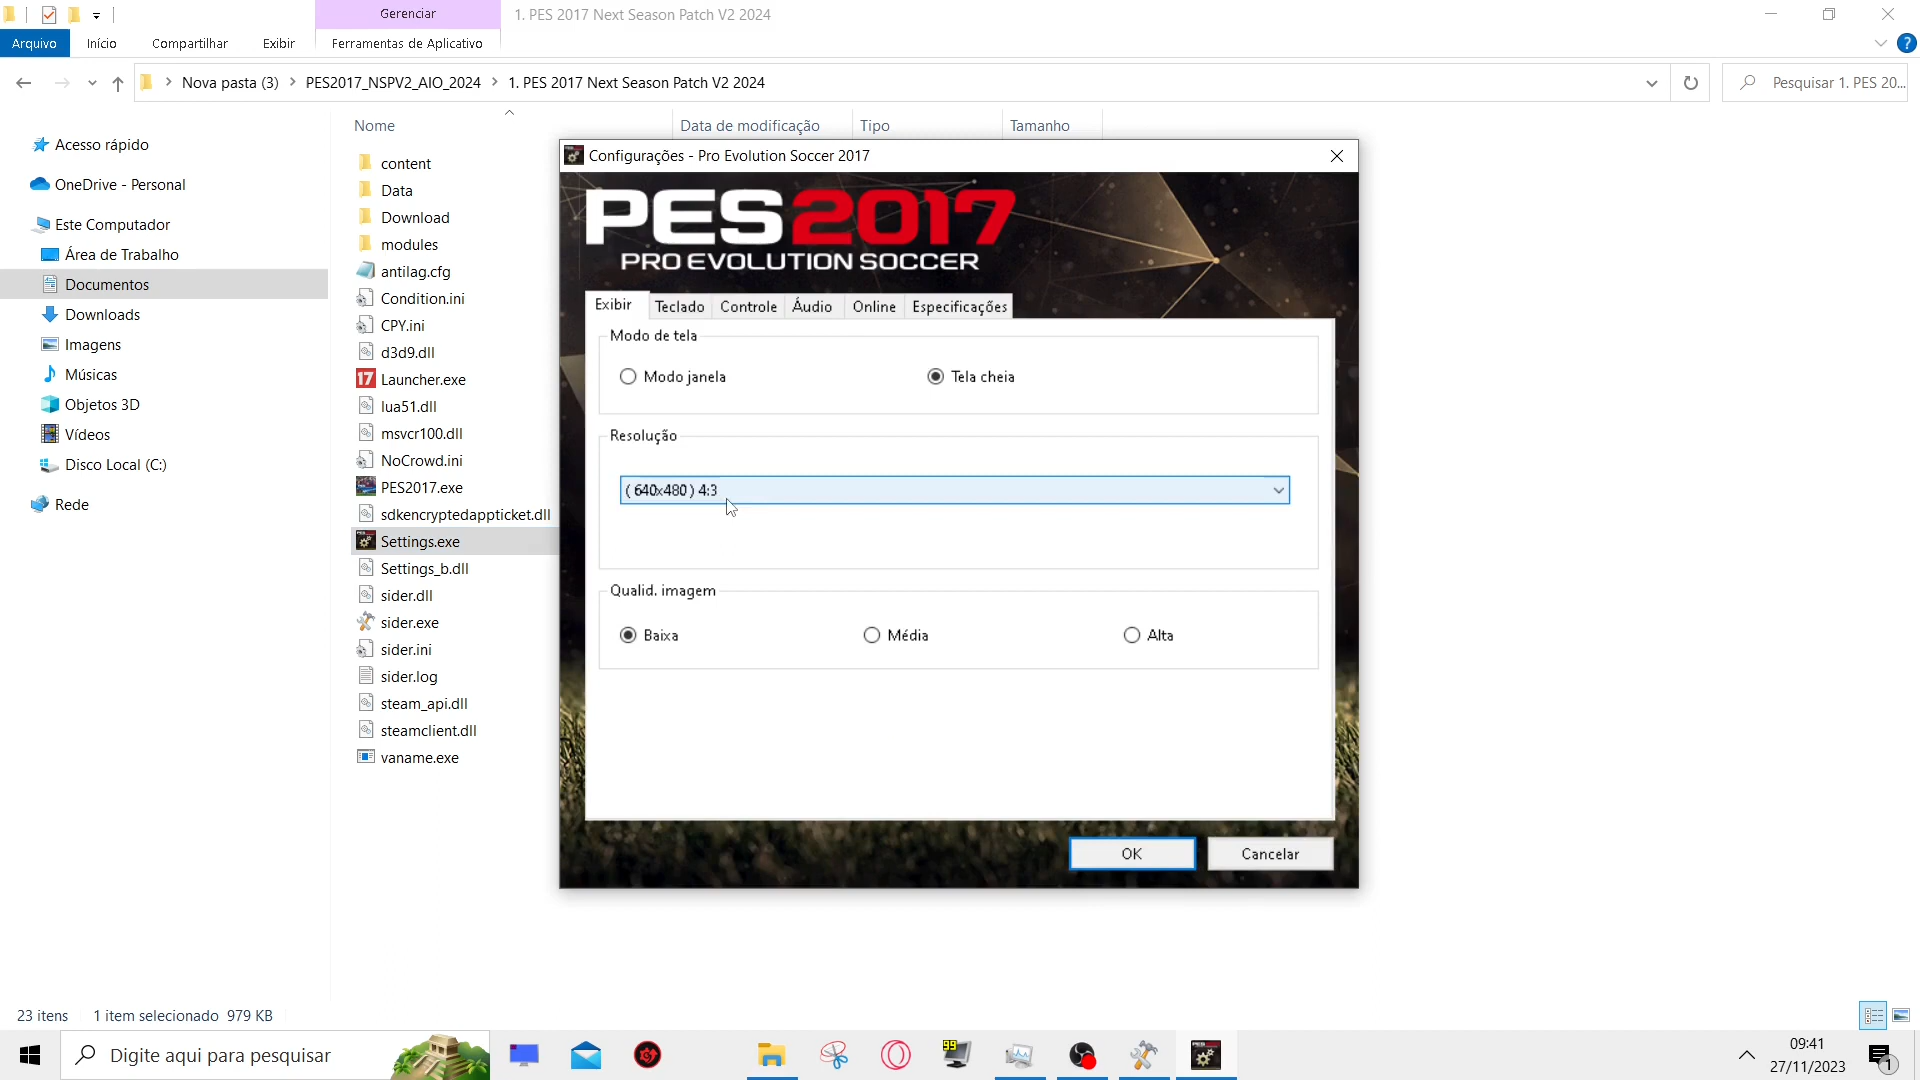 Gerenciar
1. PES 2017 Next Season Patch V2 2024
Arquivo
Início
Compartilhar
Exibir
Ferramentas de Aplicativo
Nova pasta (3)
PES2017_NSPV2_AIO_2024
1. PES 2017 Next Season Patch V2 2024
Pesquisar 1. PES 20...
Nome
Data de modificação
Tipo
Tamanho
Acesso rápido
OneDrive - Personal
Este Computador
Área de Trabalho
Documentos
Downloads
Imagens
Músicas
Objetos 3D
Vídeos
Disco Local (C:)
Rede
content
Data
Download
modules
antilag.cfg
Condition.ini
CPY.ini
d3d9.dll
Launcher.exe
lua51.dll
msvcr100.dll
NoCrowd.ini
PES2017.exe
sdkencryptedappticket.dll
Settings.exe
Settings_b.dll
sider.dll
sider.exe
sider.ini
sider.log
steam_api.dll
steamclient.dll
vaname.exe
Configurações - Pro Evolution Soccer 2017
PES2017
PRO EVOLUTION SOCCER
Exibir
Teclado
Controle
Áudio
Online
Especificações
Modo de tela
Modo janela
Tela cheia
Resolução
( 640x480 ) 4:3
Qualid. imagem
Baixa
Média
Alta
OK
Cancelar
23 itens
1 item selecionado 979 KB
Digite aqui para pesquisar
99
09:41
27/11/2023
1